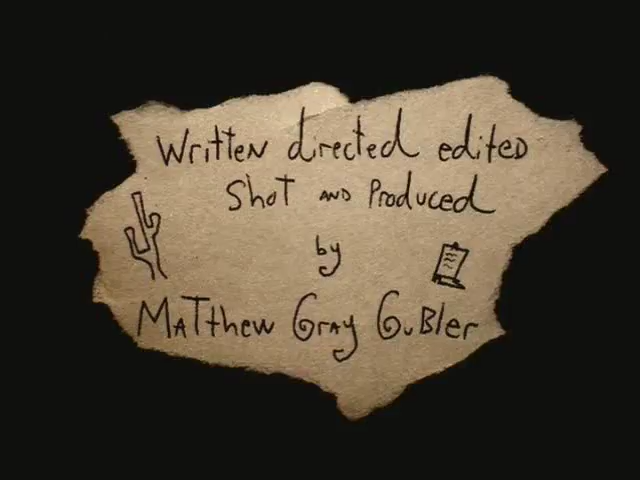 Written directed edited
Shot and Produced
by
Matthew Gray Gubler